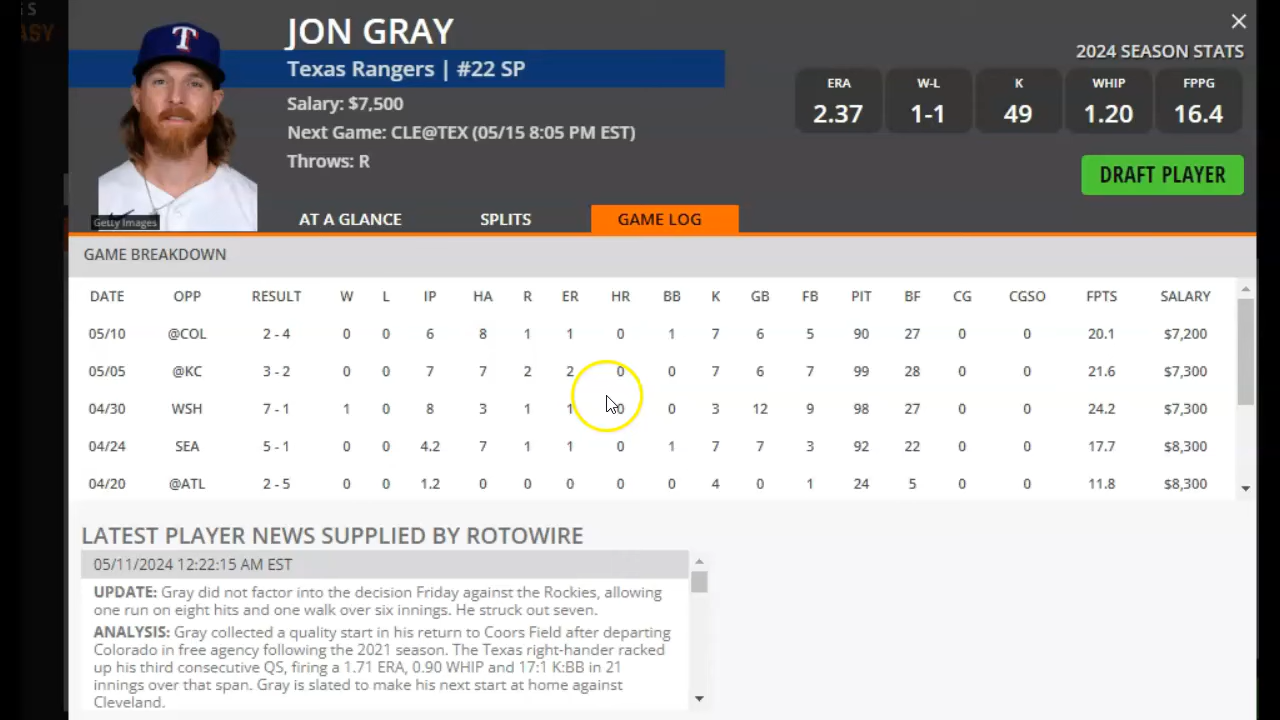 S
ASY
JON GRAY
Texas Rangers | #22 SP
Salary: $7,500
Next Game: CLE@TEX (05/15 8:05 PM EST)
Throws: R
T
Getty Images
2024 SEASON STATS
ERA W-L K WHIP FPPG
2.37 1-1 49 1.20 16.4
DRAFT PLAYER
AT A GLANCE SPLITS GAME LOG
GAME BREAKDOWN
DATE OPP RESULT W L IP HA R ER HR BB K GB FB PIT BF CG CGSO FPTS SALARY
05/10 @COL 2 - 4 0 0 6 8 1 1 0 1 7 6 5 90 27 0 0 20.1 $7,200
05/05 @KC 3 - 2 0 0 7 7 2 2 0 0 7 6 7 99 28 0 0 21.6 $7,300
04/30 WSH 7 - 1 1 0 8 3 1 1 0 0 3 12 9 98 27 0 0 24.2 $7,300
04/24 SEA 5 - 1 0 0 4.2 7 1 1 0 1 7 7 3 92 22 0 0 17.7 $8,300
04/20 @ATL 2 - 5 0 0 1.2 0 0 0 0 0 4 0 1 24 5 0 0 11.8 $8,300
LATEST PLAYER NEWS SUPPLIED BY ROTOWIRE
05/11/2024 12:22:15 AM EST
UPDATE: Gray did not factor into the decision Friday against the Rockies, allowing
one run on eight hits and one walk over six innings. He struck out seven.
ANALYSIS: Gray collected a quality start in his return to Coors Field after departing
Colorado in free agency following the 2021 season. The Texas right-hander racked
up his third consecutive QS, firing a 1.71 ERA, 0.90 WHIP and 17:1 K:BB in 21
innings over that span. Gray is slated to make his next start at home against
Cleveland.